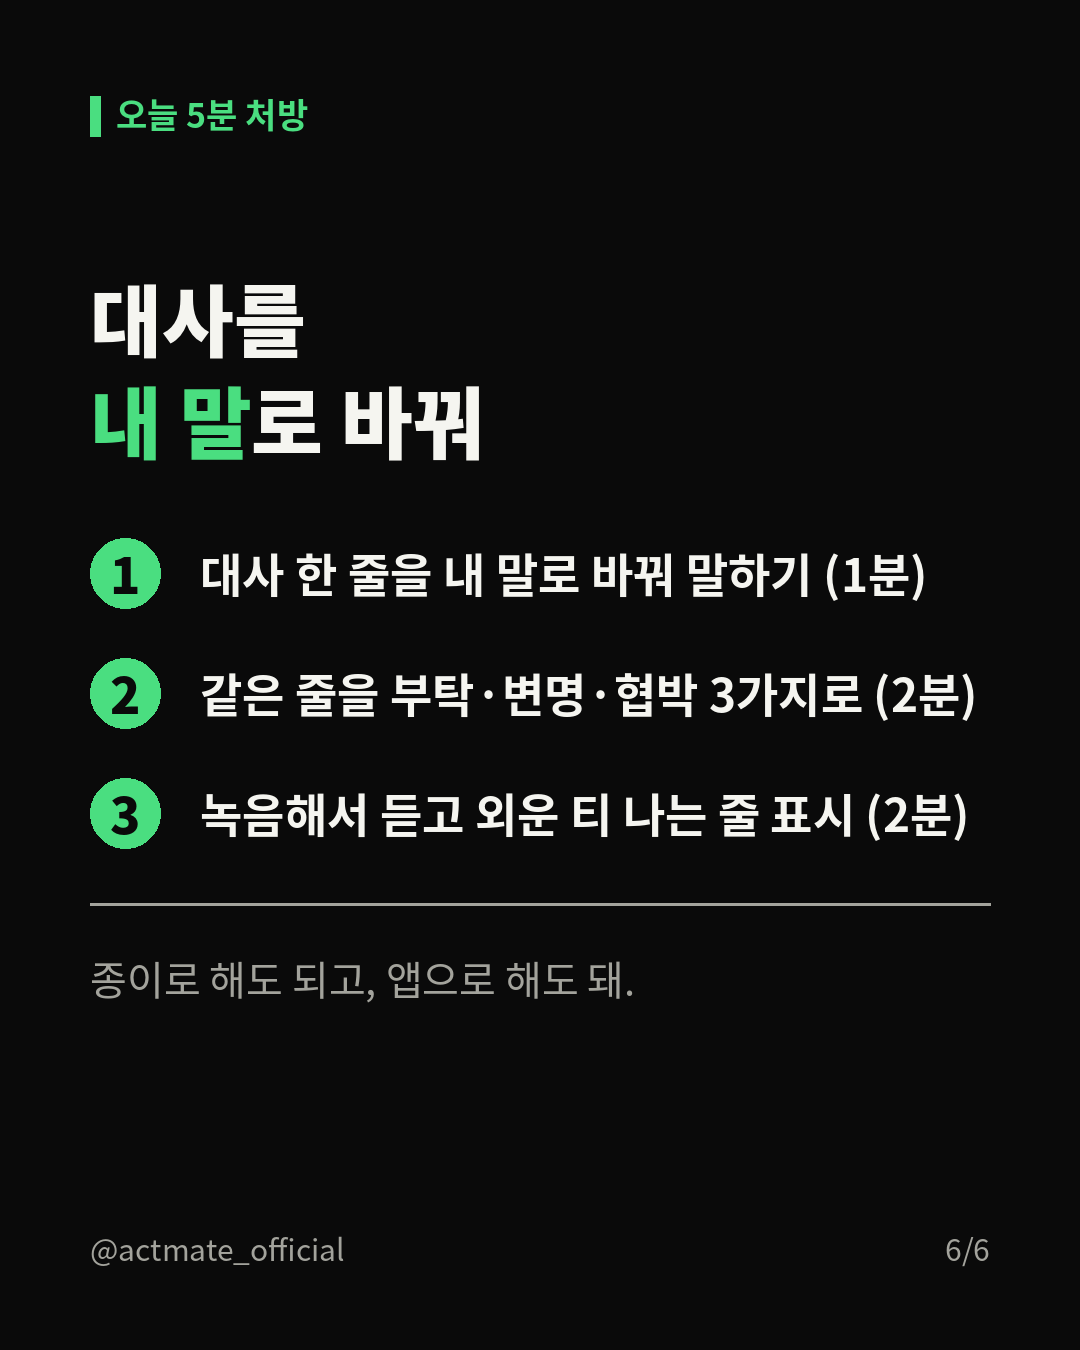 오늘 5분 처방
대사를
내 말로 바꿔
1 대사 한 줄을 내 말로 바꿔 말하기 (1분)
2 같은 줄을 부탁·변명·협박 3가지로 (2분)
3 녹음해서 듣고 외운 티 나는 줄 표시 (2분)
종이로 해도 되고, 앱으로 해도 돼.
@actmate_official 6/6